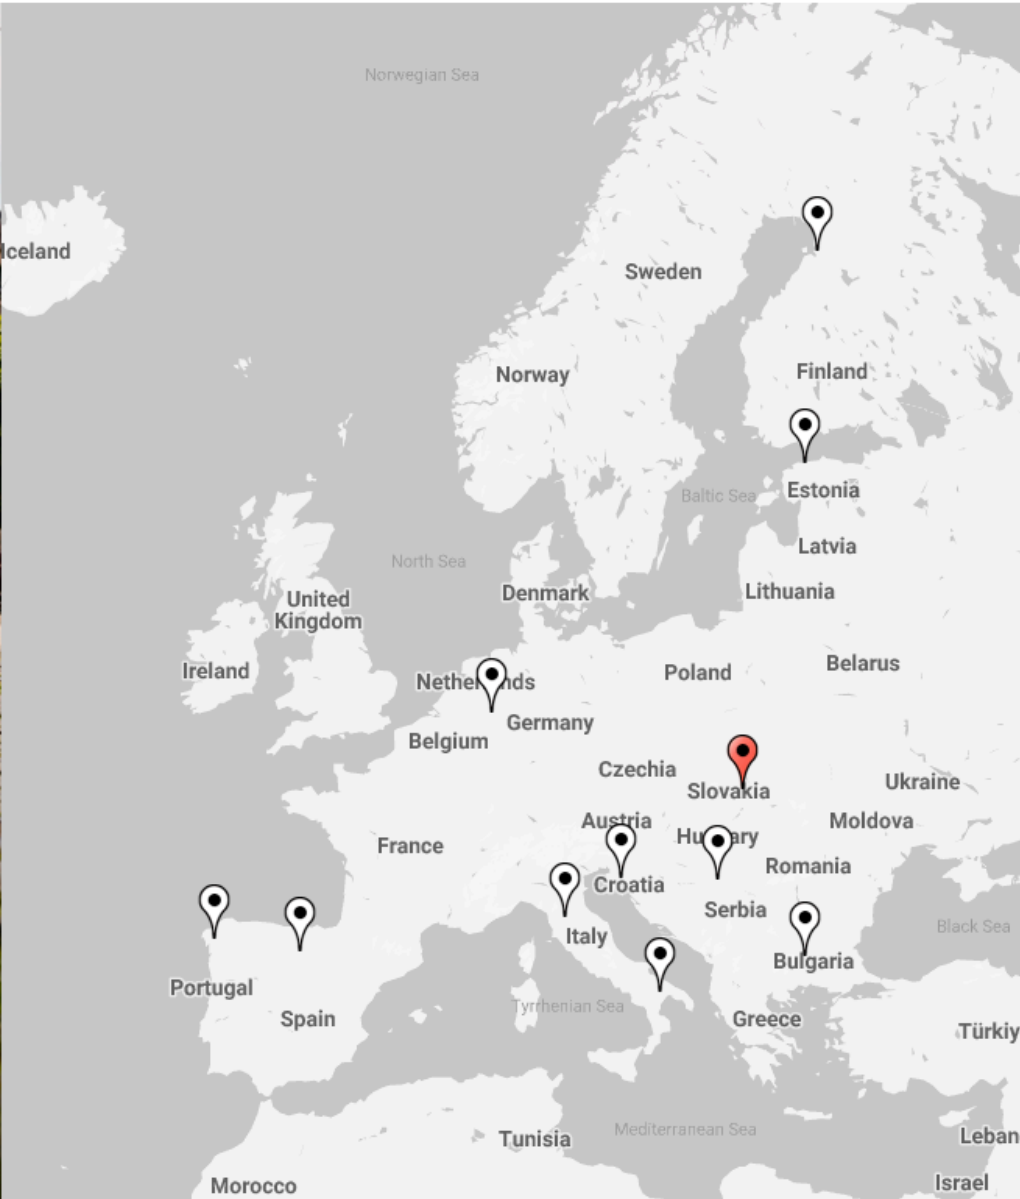 Norwegian Sea
Iceland
Sweden
Norway
Finland
Baltic Sea
Estonia
Latvia
North Sea
Denmark
Lithuania
United
Kingdom
Ireland
Netherlands
Poland
Belarus
Germany
Belgium
Czechia
Slovakia
Ukraine
Austria
Hungary
Moldova
France
Romania
Croatia
Serbia
Black Sea
Italy
Bulgaria
Portugal
Tyrrhenian Sea
Spain
Greece
Türkiy
Mediterranean Sea
Tunisia
Leban
Morocco
Israel